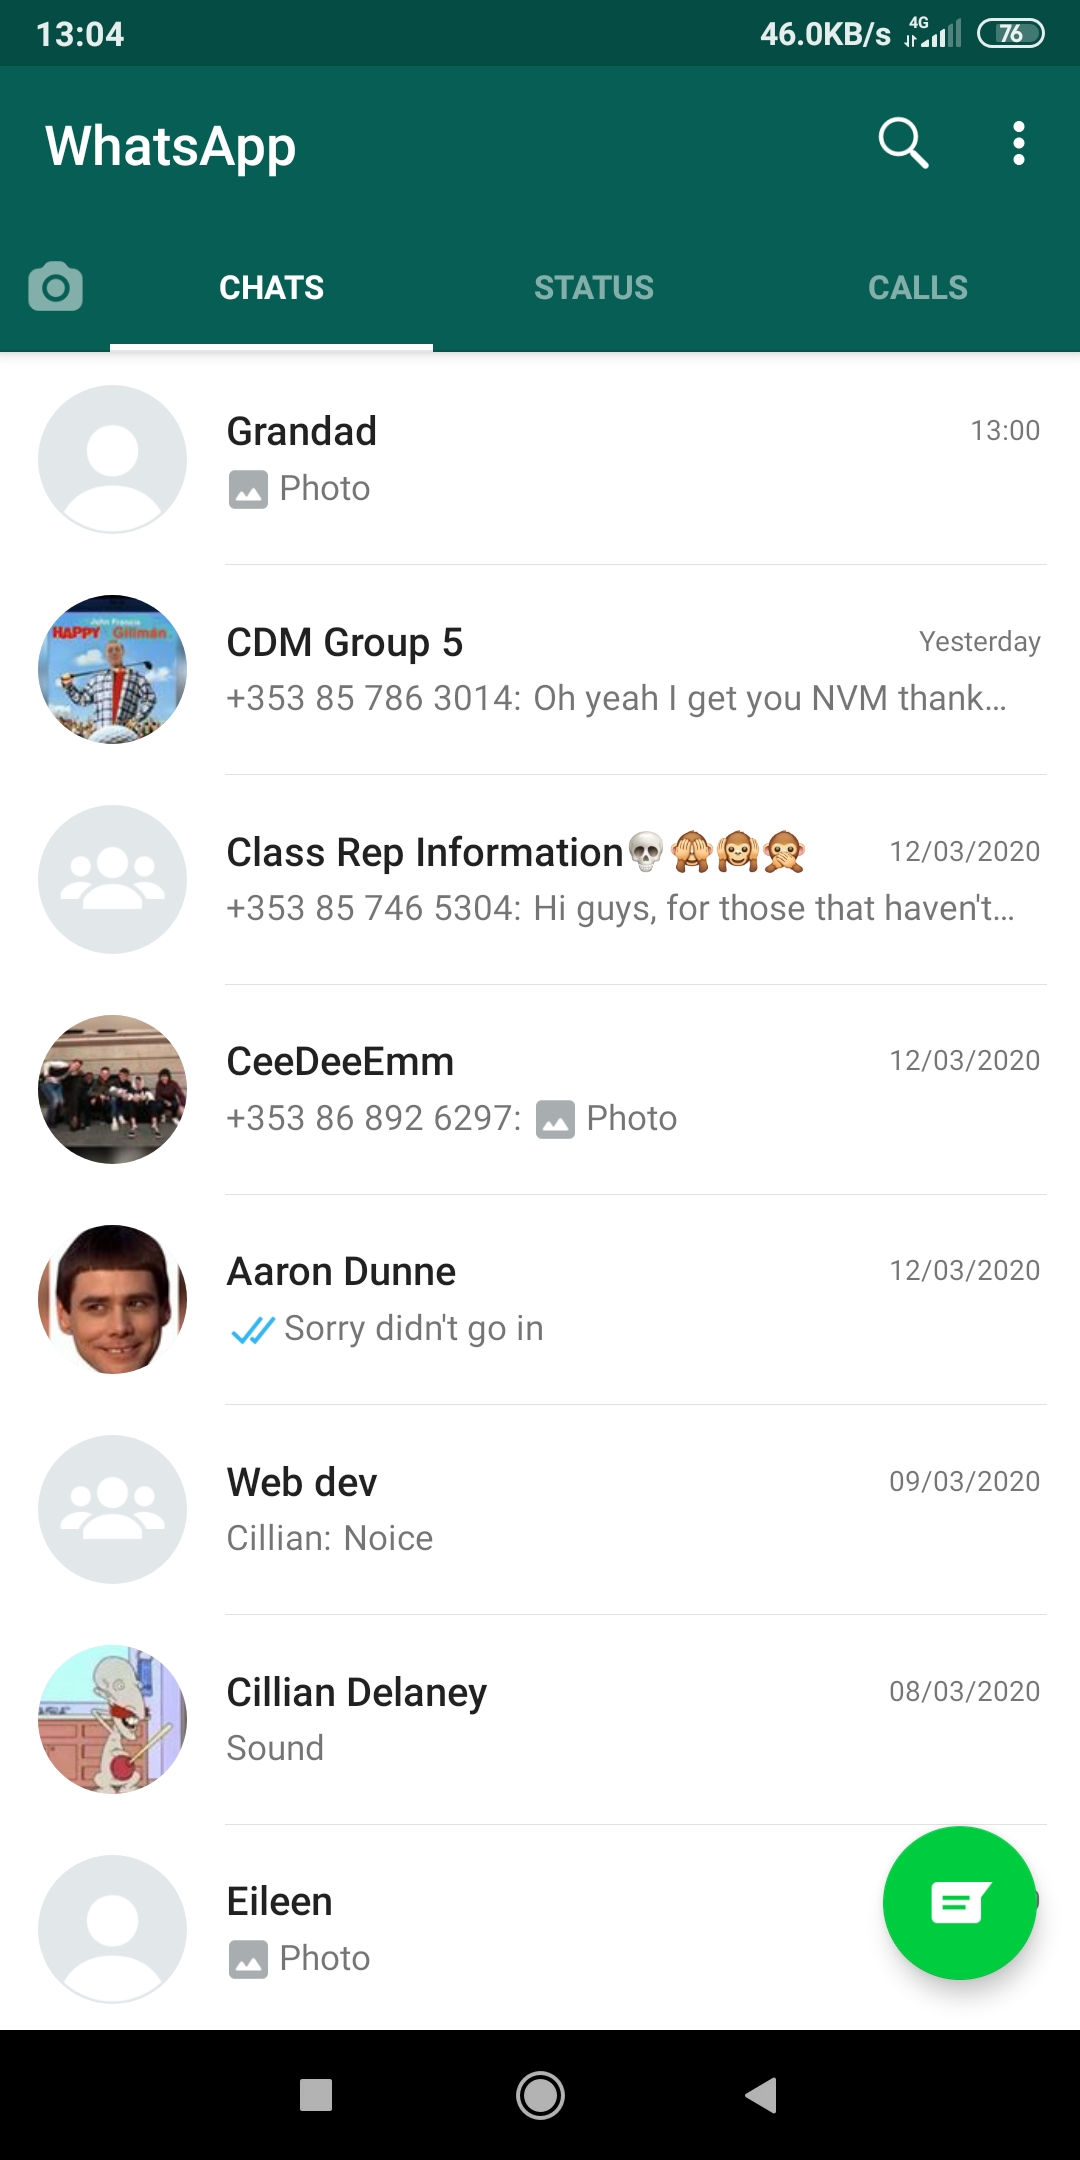 13:04 46.0KB/s 4G 76
WhatsApp
CHATS STATUS CALLS
Grandad 13:00
Photo
John Francis
HAPPY Gillman
CDM Group 5 Yesterday
+353 85 786 3014: Oh yeah I get you NVM thank...
Class Rep Information💀🙈🙉🙊 12/03/2020
+353 85 746 5304: Hi guys, for those that haven't...
CeeDeeEmm 12/03/2020
+353 86 892 6297: Photo
Aaron Dunne 12/03/2020
Sorry didn't go in
Web dev 09/03/2020
Cillian: Noice
Cillian Delaney 08/03/2020
Sound
Eileen
Photo